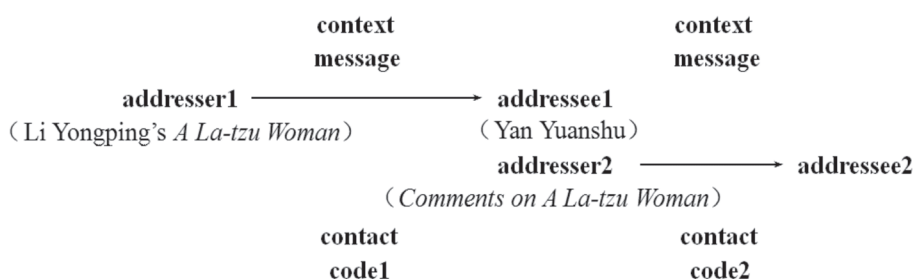 context context
message message
addresser1 addressee1
（Li Yongping’s A La-tzu Woman） （Yan Yuanshu）
addresser2 addressee2
（Comments on A La-tzu Woman）
contact contact
code1 code2